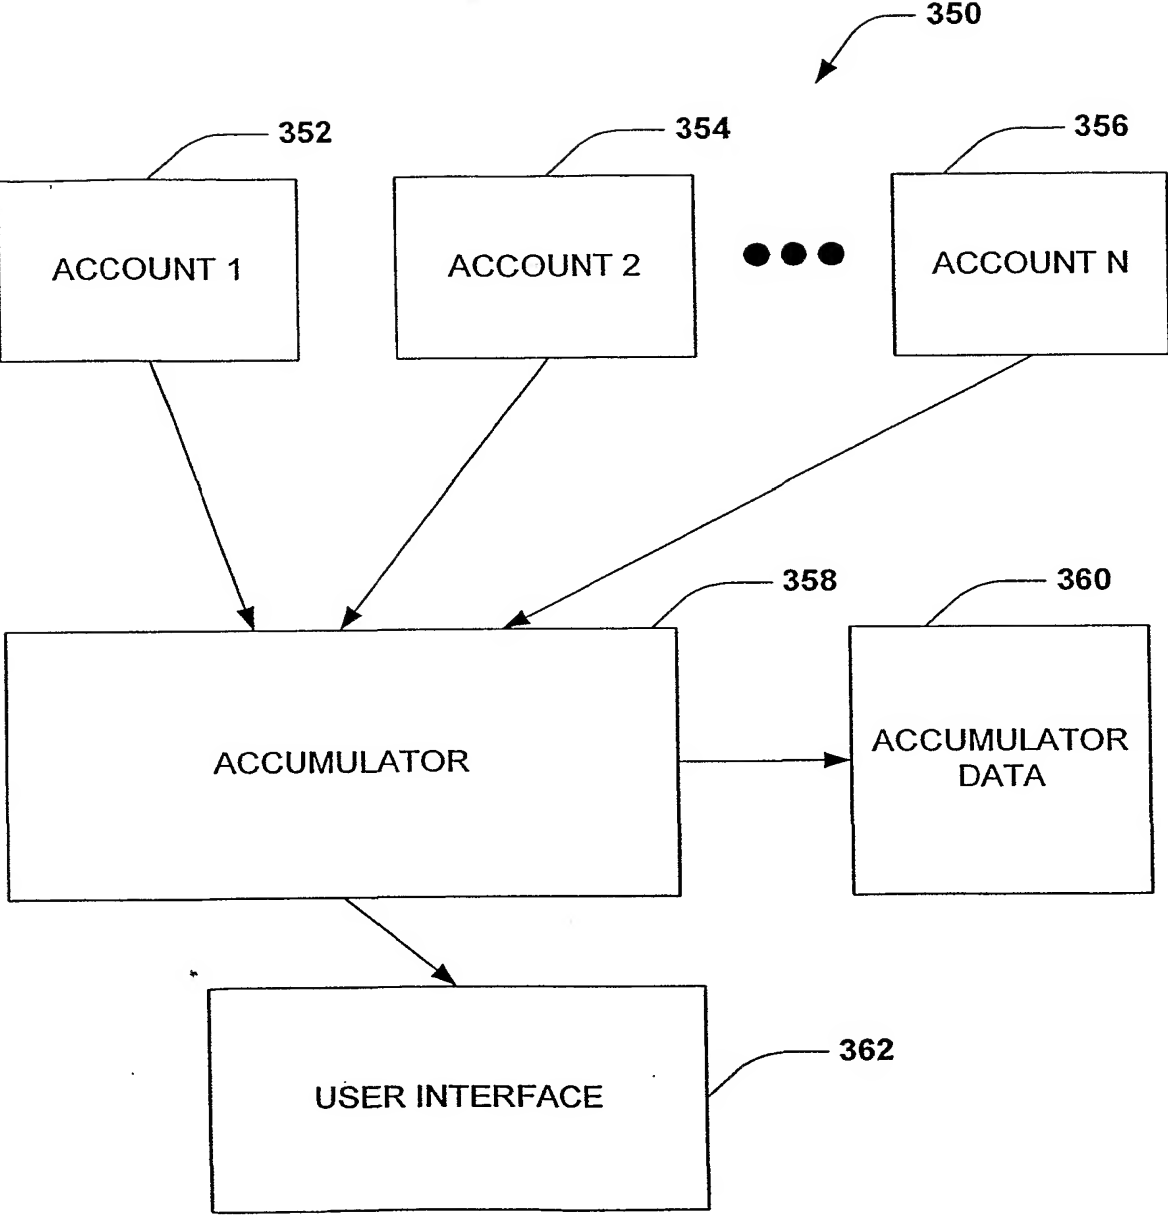 350
352
354
356
ACCOUNT 1
ACCOUNT 2
ACCOUNT N
358
360
ACCUMULATOR
ACCUMULATOR
DATA
362
USER INTERFACE